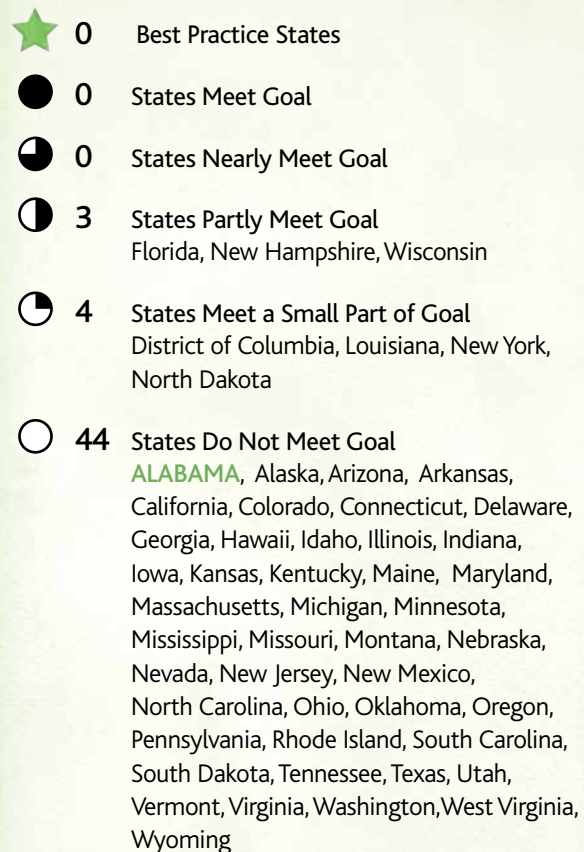 0 Best Practice States
0 States Meet Goal
0 States Nearly Meet Goal
3 States Partly Meet Goal
Florida, New Hampshire, Wisconsin
4 States Meet a Small Part of Goal
District of Columbia, Louisiana, New York,
North Dakota
44 States Do Not Meet Goal
ALABAMA, Alaska, Arizona, Arkansas,
California, Colorado, Connecticut, Delaware,
Georgia, Hawaii, Idaho, Illinois, Indiana,
Iowa, Kansas, Kentucky, Maine, Maryland,
Massachusetts, Michigan, Minnesota,
Mississippi, Missouri, Montana, Nebraska,
Nevada, New Jersey, New Mexico,
North Carolina, Ohio, Oklahoma, Oregon,
Pennsylvania, Rhode Island, South Carolina,
South Dakota, Tennessee, Texas, Utah,
Vermont, Virginia, Washington,West Virginia,
Wyoming